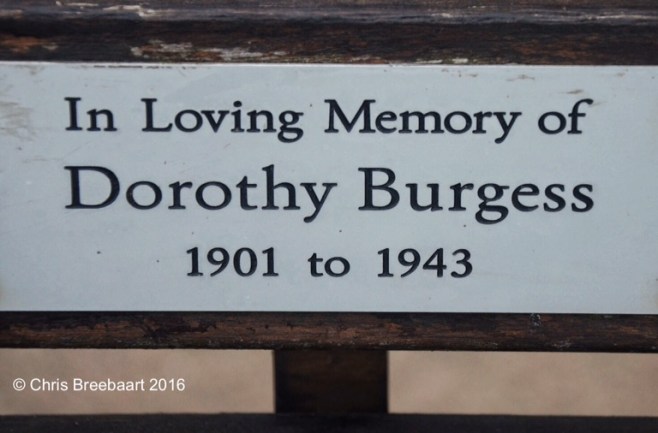 In Loving Memory of
Dorothy Burgess
1901 to 1943
© Chris Breebaart 2016